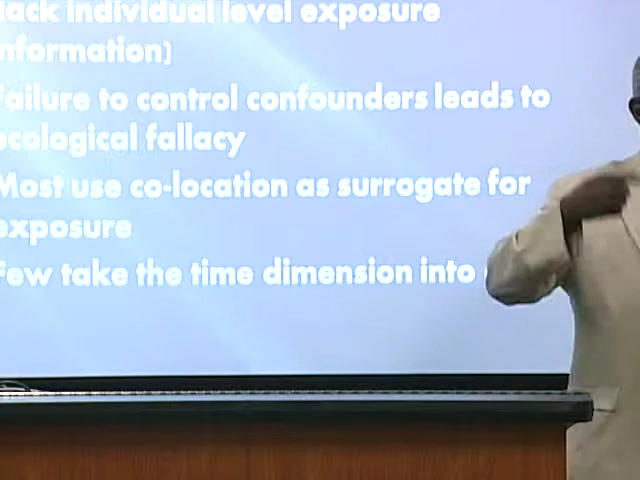 lack individual level exposure
information)
Failure to control confounders leads to
ecological fallacy
Most use co-location as surrogate for
exposure
Few take the time dimension into